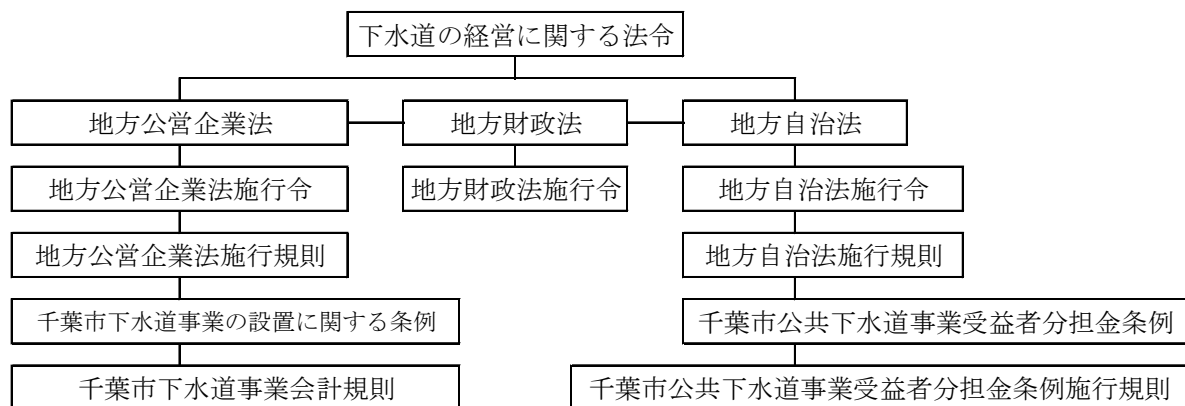 下水道の経営に関する法令
地方公営企業法
地方財政法
地方自治法
地方公営企業法施行令
地方財政法施行令
地方自治法施行令
地方公営企業法施行規則
地方自治法施行規則
千葉市下水道事業の設置に関する条例
千葉市公共下水道事業受益者分担金条例
千葉市下水道事業会計規則
千葉市公共下水道事業受益者分担金条例施行規則